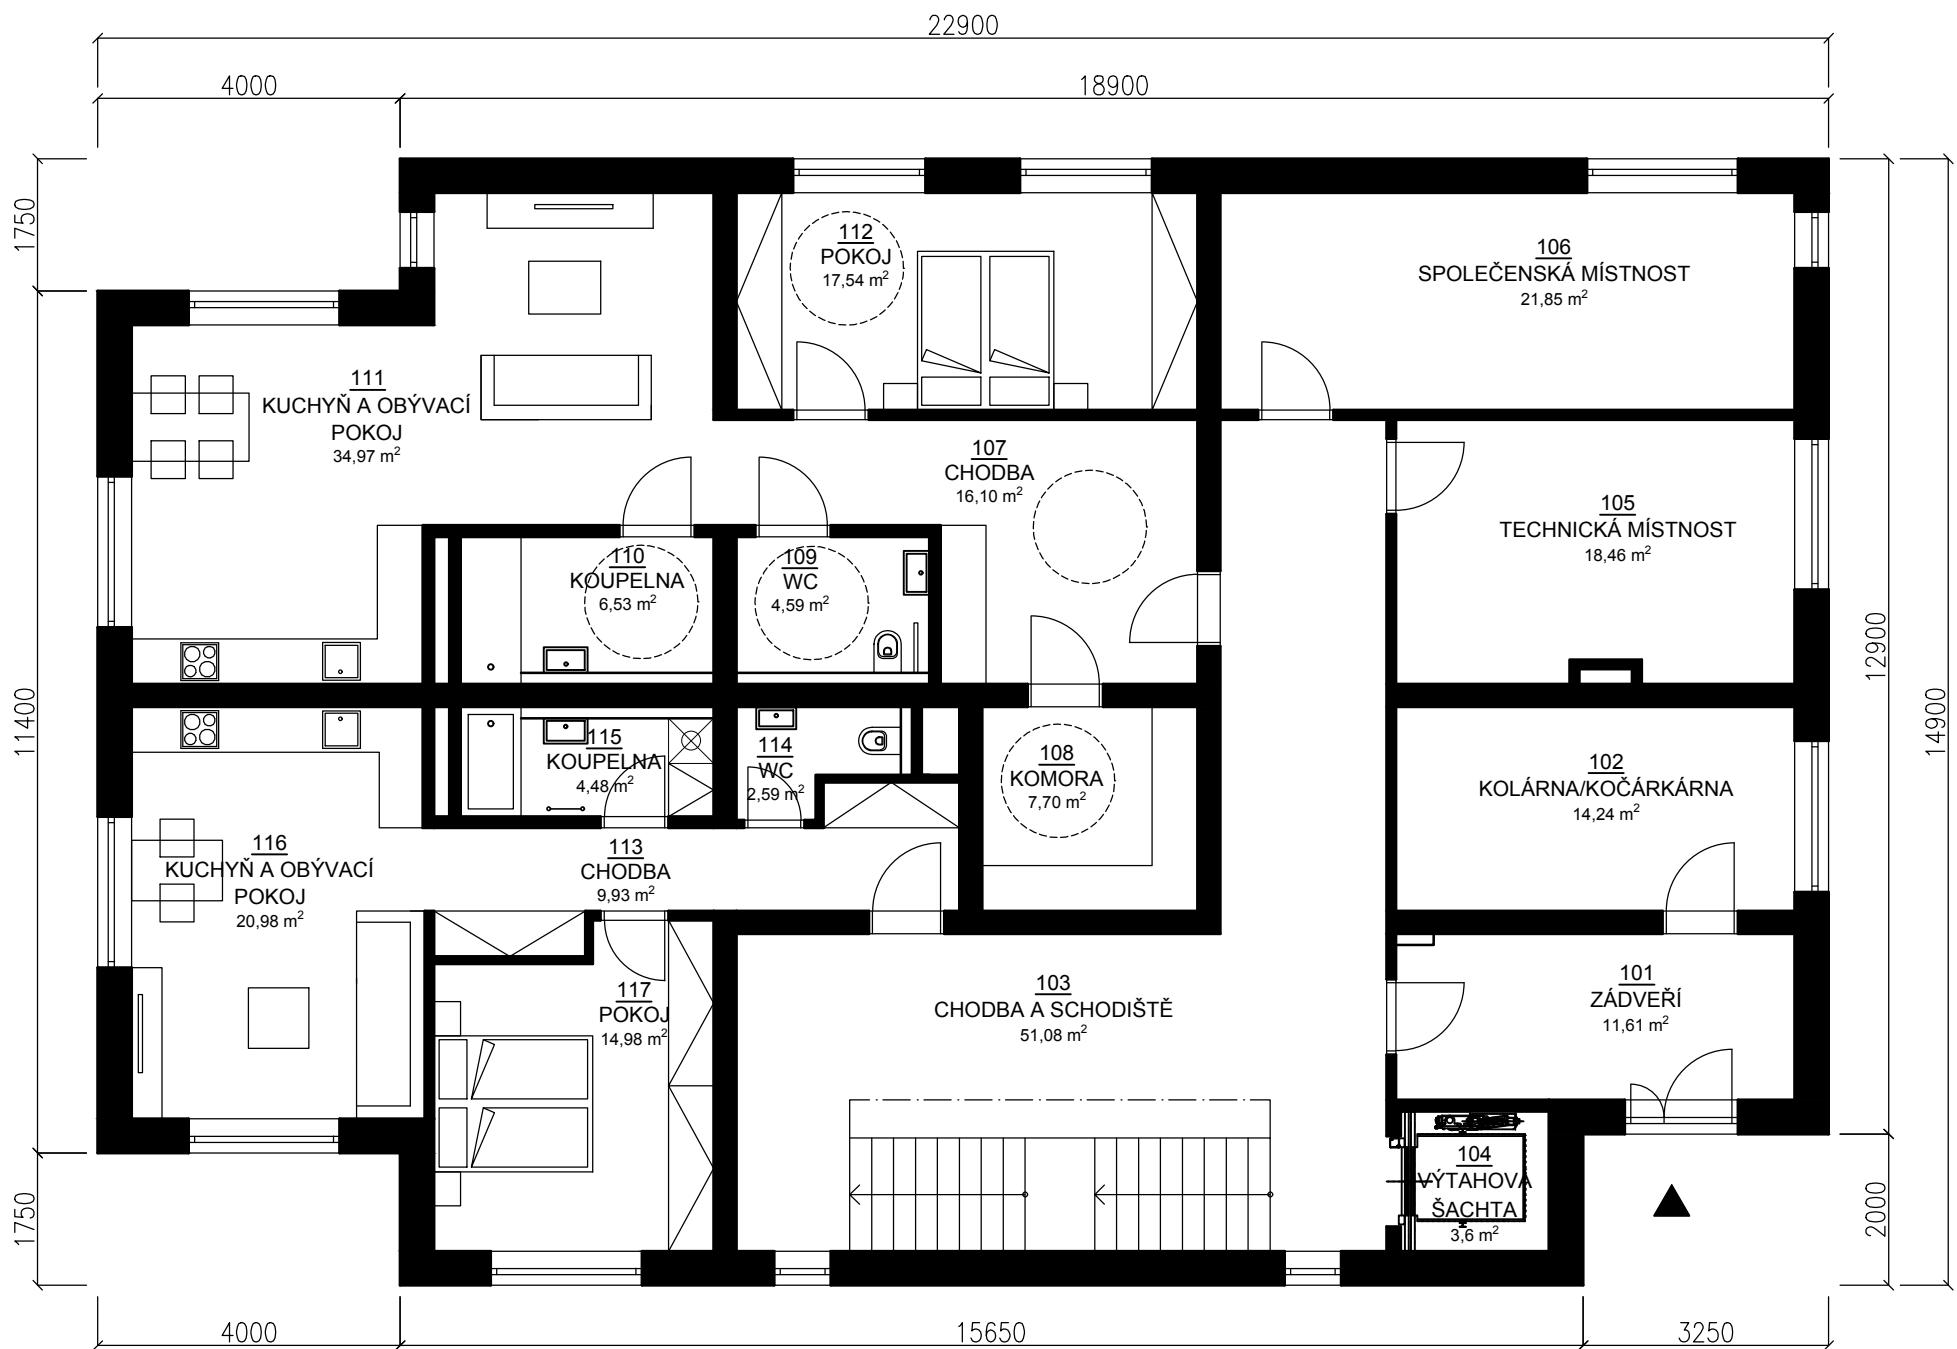 22900
4000
18900
1750
112
POKOJ
17,54 m²
106
SPOLEČENSKÁ MÍSTNOST
21,85 m²
111
KUCHYŇ A OBÝVACÍ
POKOJ
34,97 m²
107
CHODBA
16,10 m²
105
TECHNICKÁ MÍSTNOST
18,46 m²
110
KOUPELNA
6,53 m²
109
WC
4,59 m²
12900
11400
14900
115
KOUPELNA
4,48 m²
114
WC
2,59 m²
108
KOMORA
7,70 m²
102
KOLÁRNA/KOČÁRKÁRNA
14,24 m²
116
KUCHYŇ A OBÝVACÍ
POKOJ
20,98 m²
113
CHODBA
9,93 m²
117
POKOJ
14,98 m²
103
CHODBA A SCHODIŠTĚ
51,08 m²
101
ZÁDVEŘÍ
11,61 m²
104
VÝTAHOVÁ
ŠACHTA
3,6 m²
1750
2000
4000
15650
3250